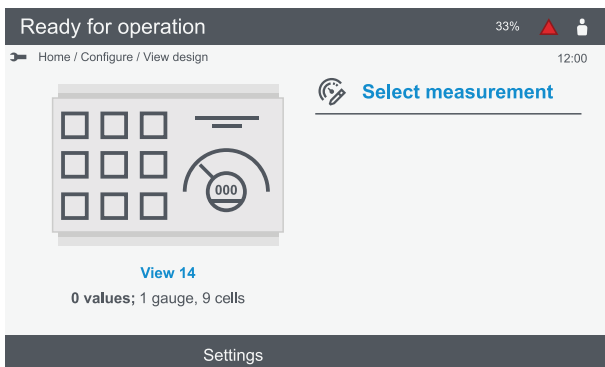 Ready for operation
33%
Home / Configure / View design
12:00
Select measurement
000
View 14
0 values; 1 gauge, 9 cells
Settings